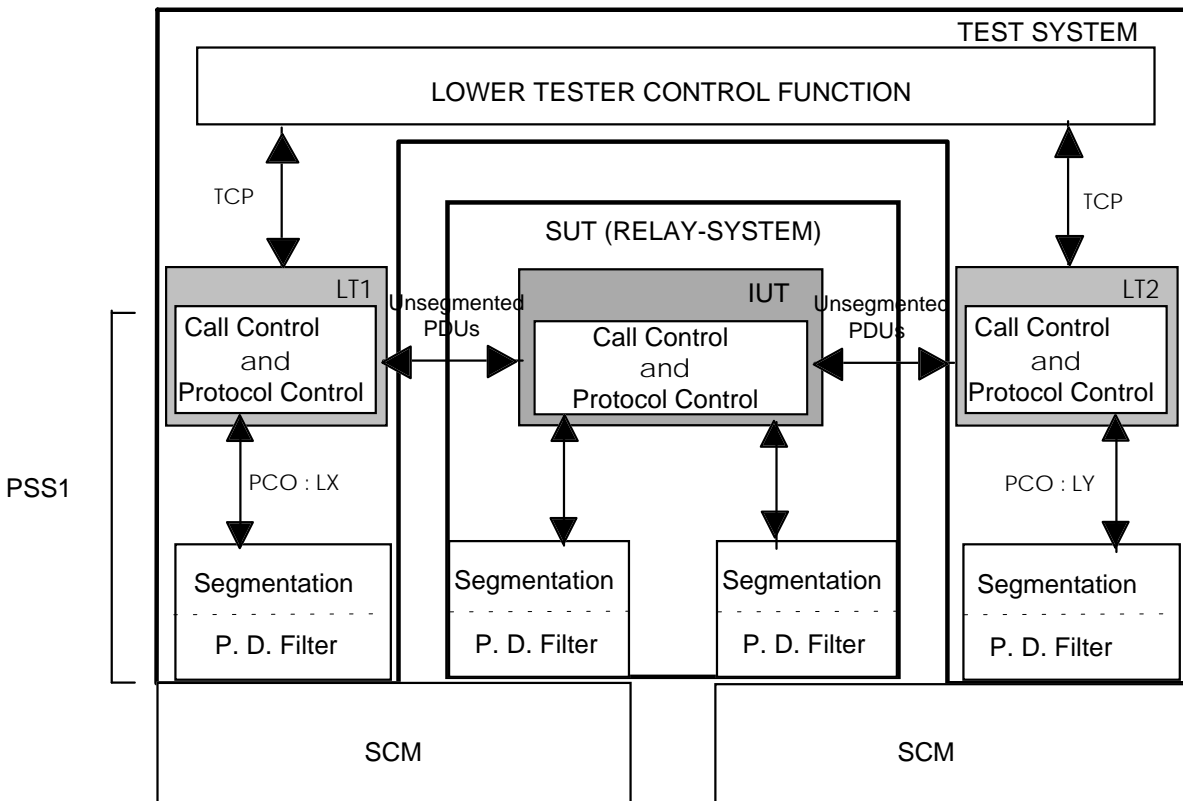 TEST SYSTEM
LOWER TESTER CONTROL FUNCTION
TCP
TCP
SUT (RELAY-SYSTEM)
LT1
Call Control
and
Protocol Control
Unsegmented
PDUs
IUT
Call Control
and
Protocol Control
Unsegmented
PDUs
LT2
Call Control
and
Protocol Control
PSS1
PCO : LX
PCO : LY
Segmentation
P. D. Filter
Segmentation
P. D. Filter
Segmentation
P. D. Filter
Segmentation
P. D. Filter
SCM
SCM